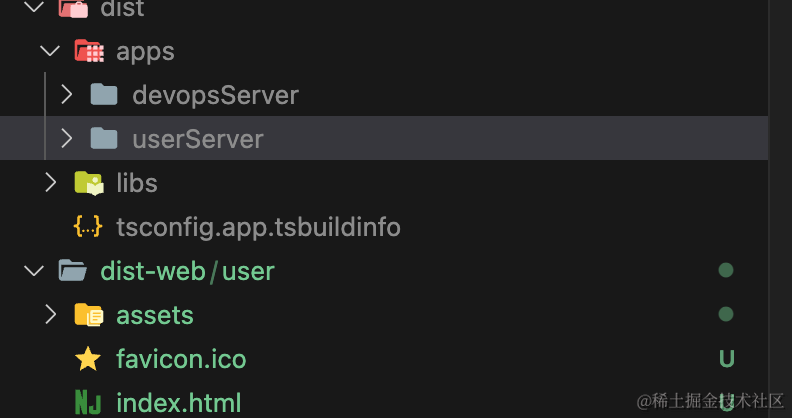 dist
apps
devopsServer
userServer
libs
{...} tsconfig.app.tsbuildinfo
dist-web/user
assets
favicon.ico U
NJ index.html U
@稀土掘金技术社区